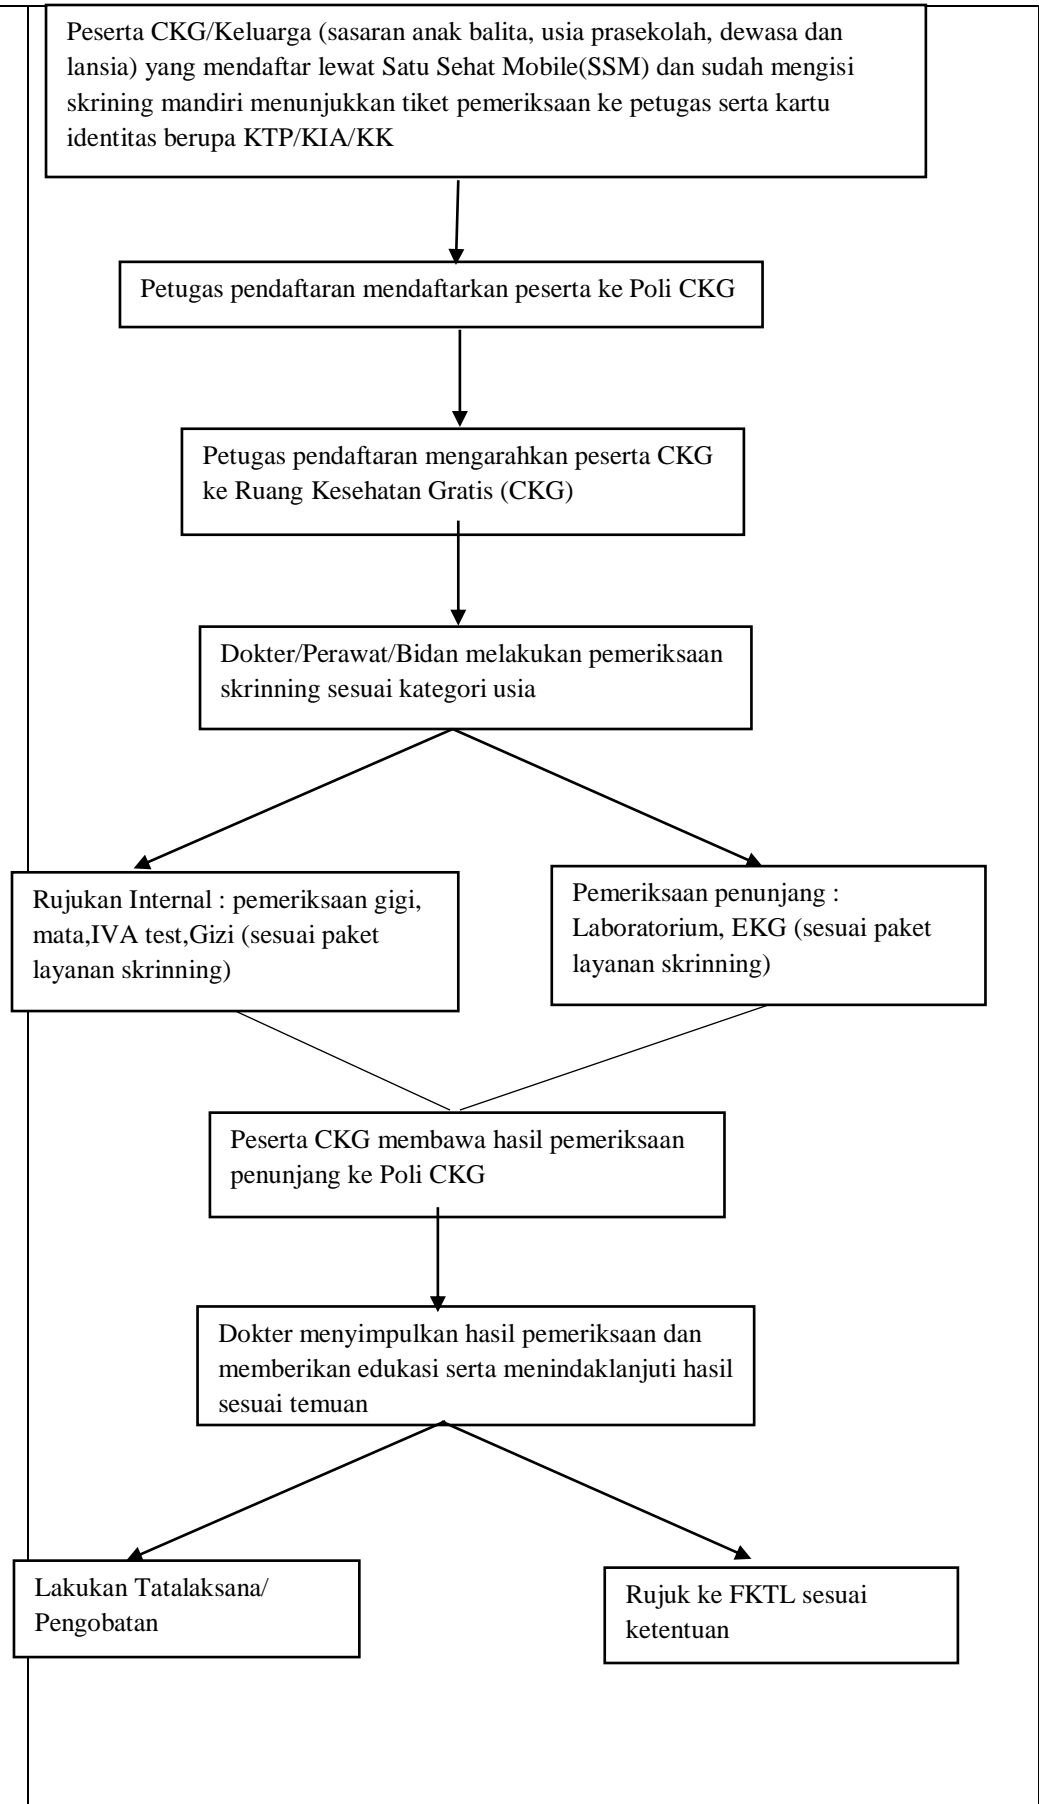 Peserta CKG/Keluarga (sasaran anak balita, usia prasekolah, dewasa dan
lansia) yang mendaftar lewat Satu Sehat Mobile(SSM) dan sudah mengisi
skrining mandiri menunjukkan tiket pemeriksaan ke petugas serta kartu
identitas berupa KTP/KIA/KK
Petugas pendaftaran mendaftarkan peserta ke Poli CKG
Petugas pendaftaran mengarahkan peserta CKG
ke Ruang Kesehatan Gratis (CKG)
Dokter/Perawat/Bidan melakukan pemeriksaan
skrinning sesuai kategori usia
Rujukan Internal : pemeriksaan gigi,
mata,IVA test,Gizi (sesuai paket
layanan skrinning)
Pemeriksaan penunjang :
Laboratorium, EKG (sesuai paket
layanan skrinning)
Peserta CKG membawa hasil pemeriksaan
penunjang ke Poli CKG
Dokter menyimpulkan hasil pemeriksaan dan
memberikan edukasi serta menindaklanjuti hasil
sesuai temuan
Lakukan Tatalaksana/
Pengobatan
Rujuk ke FKTL sesuai
ketentuan